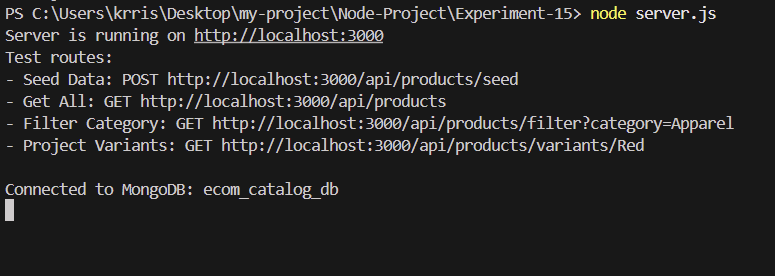 PS C:\Users\krris\Desktop\my-project\Node-Project\Experiment-15> node server.js
Server is running on http://localhost:3000
Test routes:
- Seed Data: POST http://localhost:3000/api/products/seed
- Get All: GET http://localhost:3000/api/products
- Filter Category: GET http://localhost:3000/api/products/filter?category=Apparel
- Project Variants: GET http://localhost:3000/api/products/variants/Red
Connected to MongoDB: ecom_catalog_db